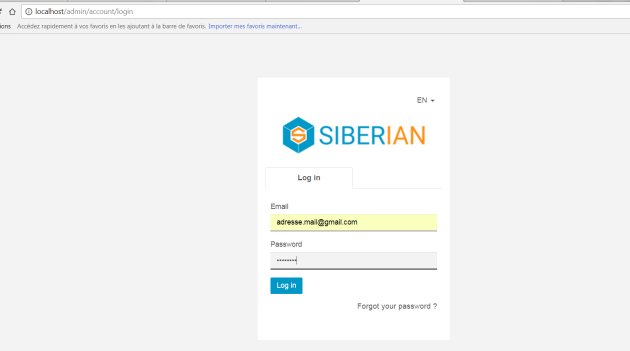 localhost/admin/account/login
ions Accédez rapidement à vos favoris en les ajoutant à la barre de favoris. Importer mes favoris maintenant...
EN
SIBERIAN
Log in
Email
adresse.mail@gmail.com
Password
••••••••
Log in
Forgot your password ?